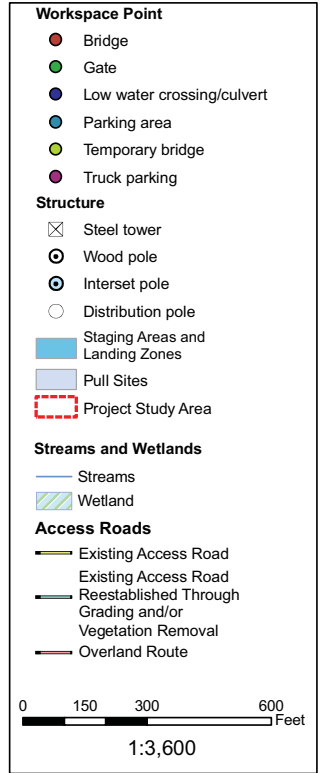 Workspace Point
Bridge
Gate
Low water crossing/culvert
Parking area
Temporary bridge
Truck parking
Structure
Steel tower
Wood pole
Interset pole
Distribution pole
Staging Areas and
Landing Zones
Pull Sites
Project Study Area
Streams and Wetlands
Streams
Wetland
Access Roads
Existing Access Road
Existing Access Road
Reestablished Through
Grading and/or
Vegetation Removal
Overland Route
0 150 300 600
Feet
1:3,600